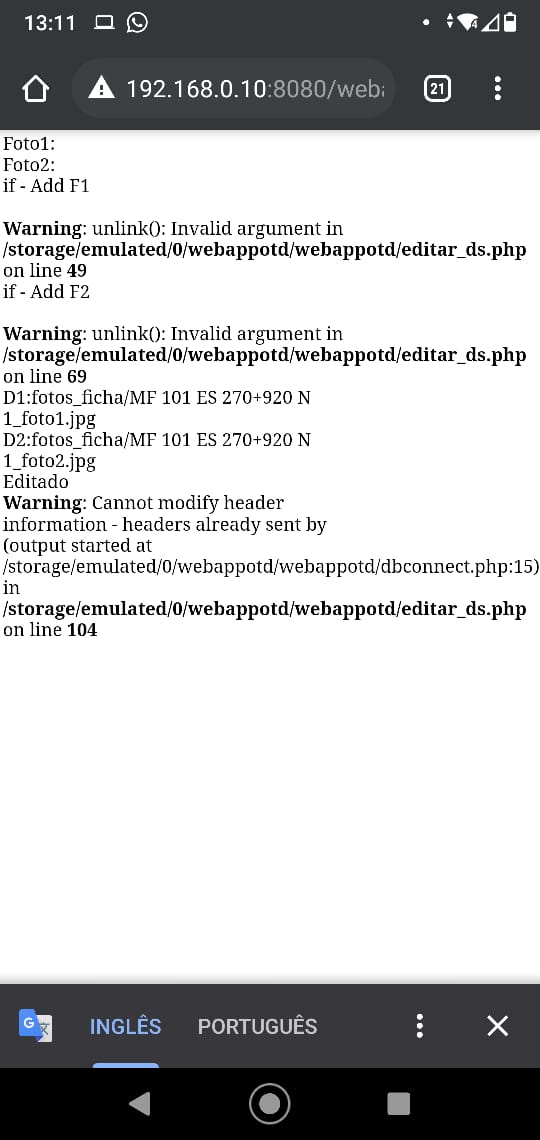 13:11
192.168.0.10:8080/weba
21
Foto1:
Foto2:
if - Add F1
Warning: unlink(): Invalid argument in
/storage/emulated/0/webappotd/webappotd/editar_ds.php
on line 49
if - Add F2
Warning: unlink(): Invalid argument in
/storage/emulated/0/webappotd/webappotd/editar_ds.php
on line 69
D1:fotos_ficha/MF 101 ES 270+920 N
1_foto1.jpg
D2:fotos_ficha/MF 101 ES 270+920 N
1_foto2.jpg
Editado
Warning: Cannot modify header
information - headers already sent by
(output started at
/storage/emulated/0/webappotd/webappotd/dbconnect.php:15)
in
/storage/emulated/0/webappotd/webappotd/editar_ds.php
on line 104
G 文
INGLÊS PORTUGUÊS